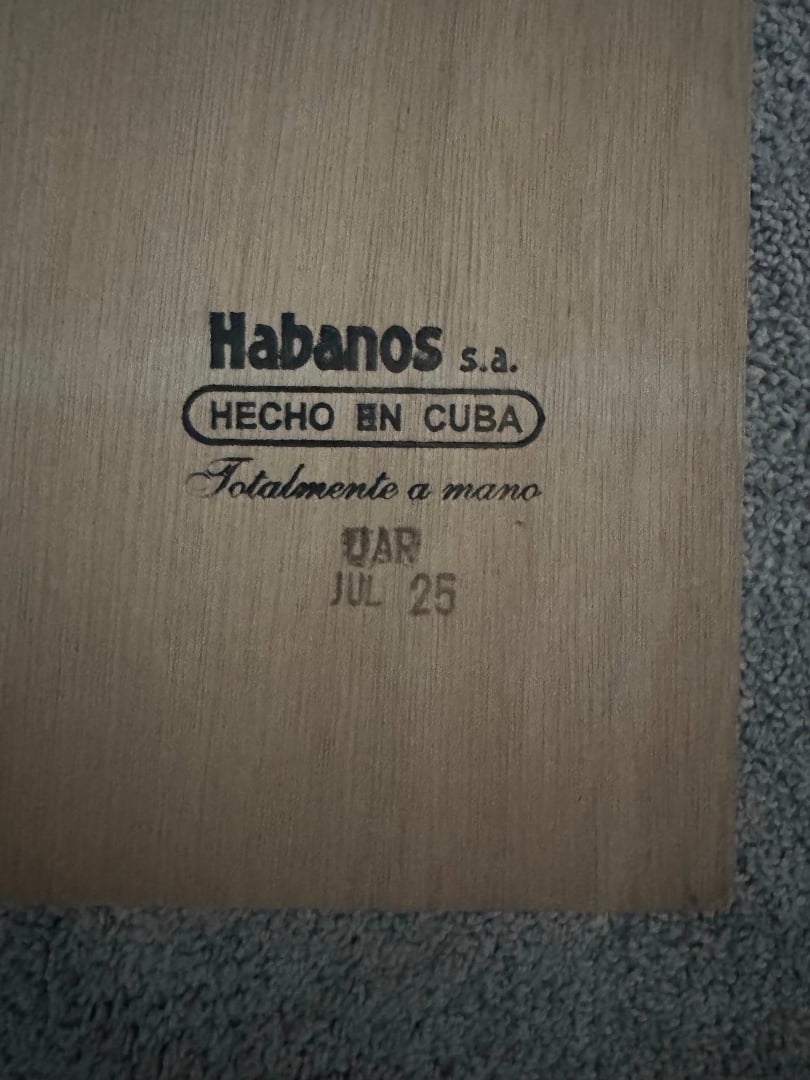 Habanos s.a.
HECHO EN CUBA
Totalmente a mano
UAR
JUL 25